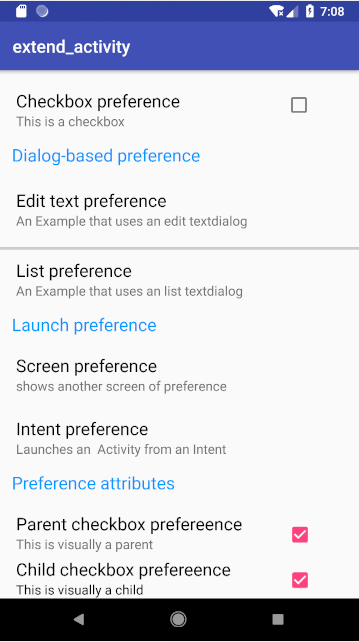 7:08
extend_activity
Checkbox preference
This is a checkbox
Dialog-based preference
Edit text preference
An Example that uses an edit textdialog
List preference
An Example that uses an list textdialog
Launch preference
Screen preference
shows another screen of preference
Intent preference
Launches an  Activity from an Intent
Preference attributes
Parent checkbox prefereence
This is visually a parent
Child checkbox prefereence
This is visually a child